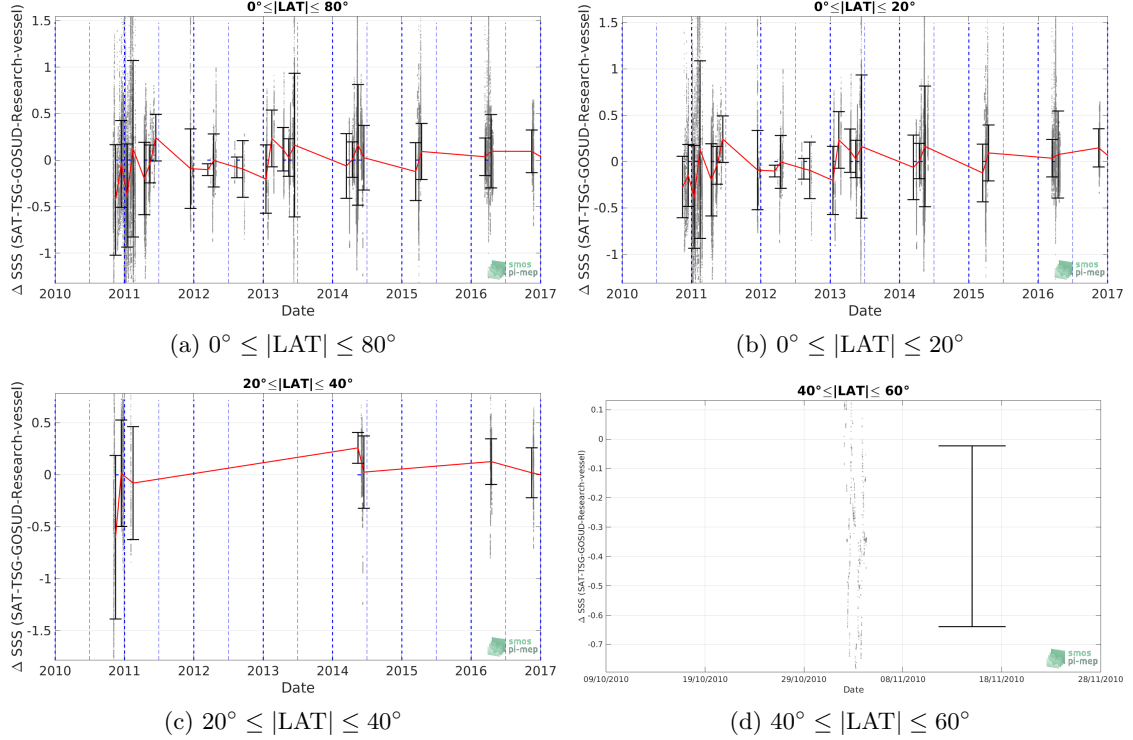 0°≤|LAT|≤ 80°
Δ SSS (SAT-TSG-GOSUD-Research-vessel)
1.5
1
0.5
0
-0.5
-1
2010 2011 2012 2013 2014 2015 2016 2017
Date
smos
pi-mep
(a) 0° ≤ |LAT| ≤ 80°
0°≤|LAT|≤ 20°
Δ SSS (SAT-TSG-GOSUD-Research-vessel)
1.5
1
0.5
0
-0.5
-1
2010 2011 2012 2013 2014 2015 2016 2017
Date
smos
pi-mep
(b) 0° ≤ |LAT| ≤ 20°
20°≤|LAT|≤ 40°
Δ SSS (SAT-TSG-GOSUD-Research-vessel)
0.5
0
-0.5
-1
-1.5
2010 2011 2012 2013 2014 2015 2016 2017
Date
smos
pi-mep
(c) 20° ≤ |LAT| ≤ 40°
40°≤|LAT|≤ 60°
Δ SSS (SAT-TSG-GOSUD-Research-vessel)
0.1
0
-0.1
-0.2
-0.3
-0.4
-0.5
-0.6
-0.7
09/10/2010 19/10/2010 29/10/2010 08/11/2010 18/11/2010 28/11/2010
Date
smos
pi-mep
(d) 40° ≤ |LAT| ≤ 60°